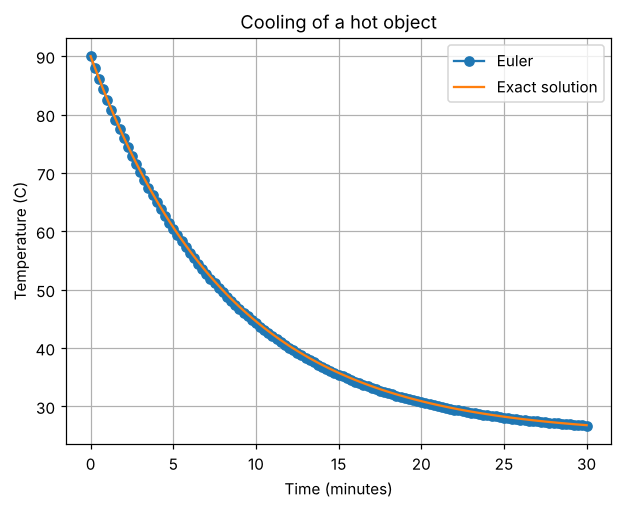 Cooling of a hot object
Euler
Exact solution
90
80
70
60
50
40
30
Temperature (C)
0 5 10 15 20 25 30
Time (minutes)